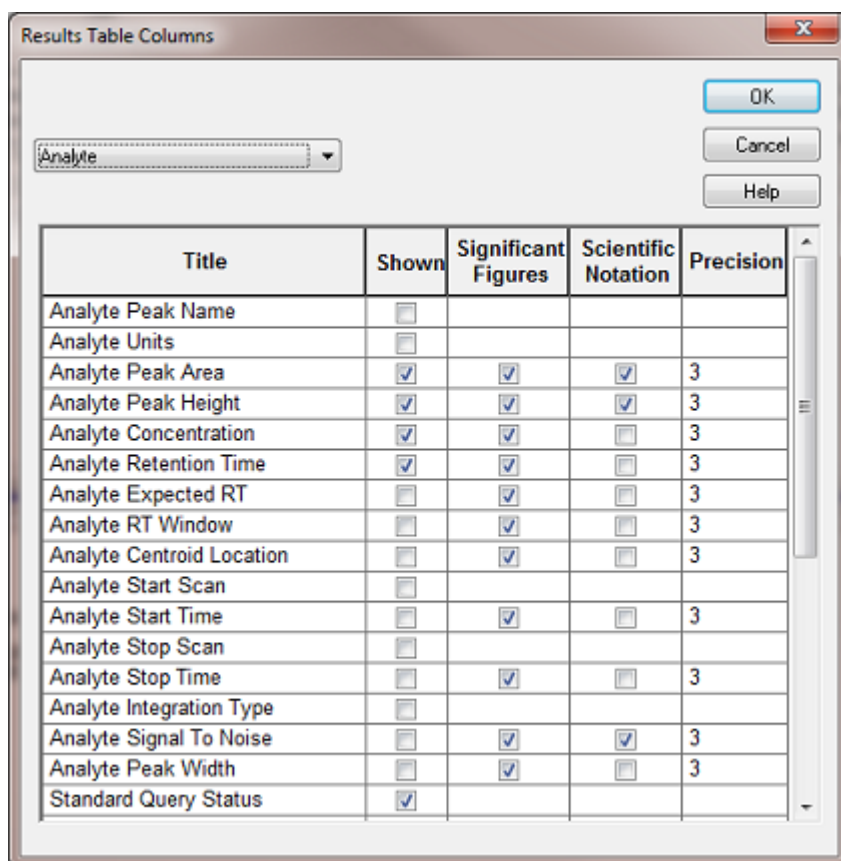 Results Table Columns
OK
Analyte
Cancel
Help
Title Shown Significant Figures Scientific Notation Precision
Analyte Peak Name
Analyte Units
Analyte Peak Area 3
Analyte Peak Height 3
Analyte Concentration 3
Analyte Retention Time 3
Analyte Expected RT 3
Analyte RT Window 3
Analyte Centroid Location 3
Analyte Start Scan
Analyte Start Time 3
Analyte Stop Scan
Analyte Stop Time 3
Analyte Integration Type
Analyte Signal To Noise 3
Analyte Peak Width 3
Standard Query Status